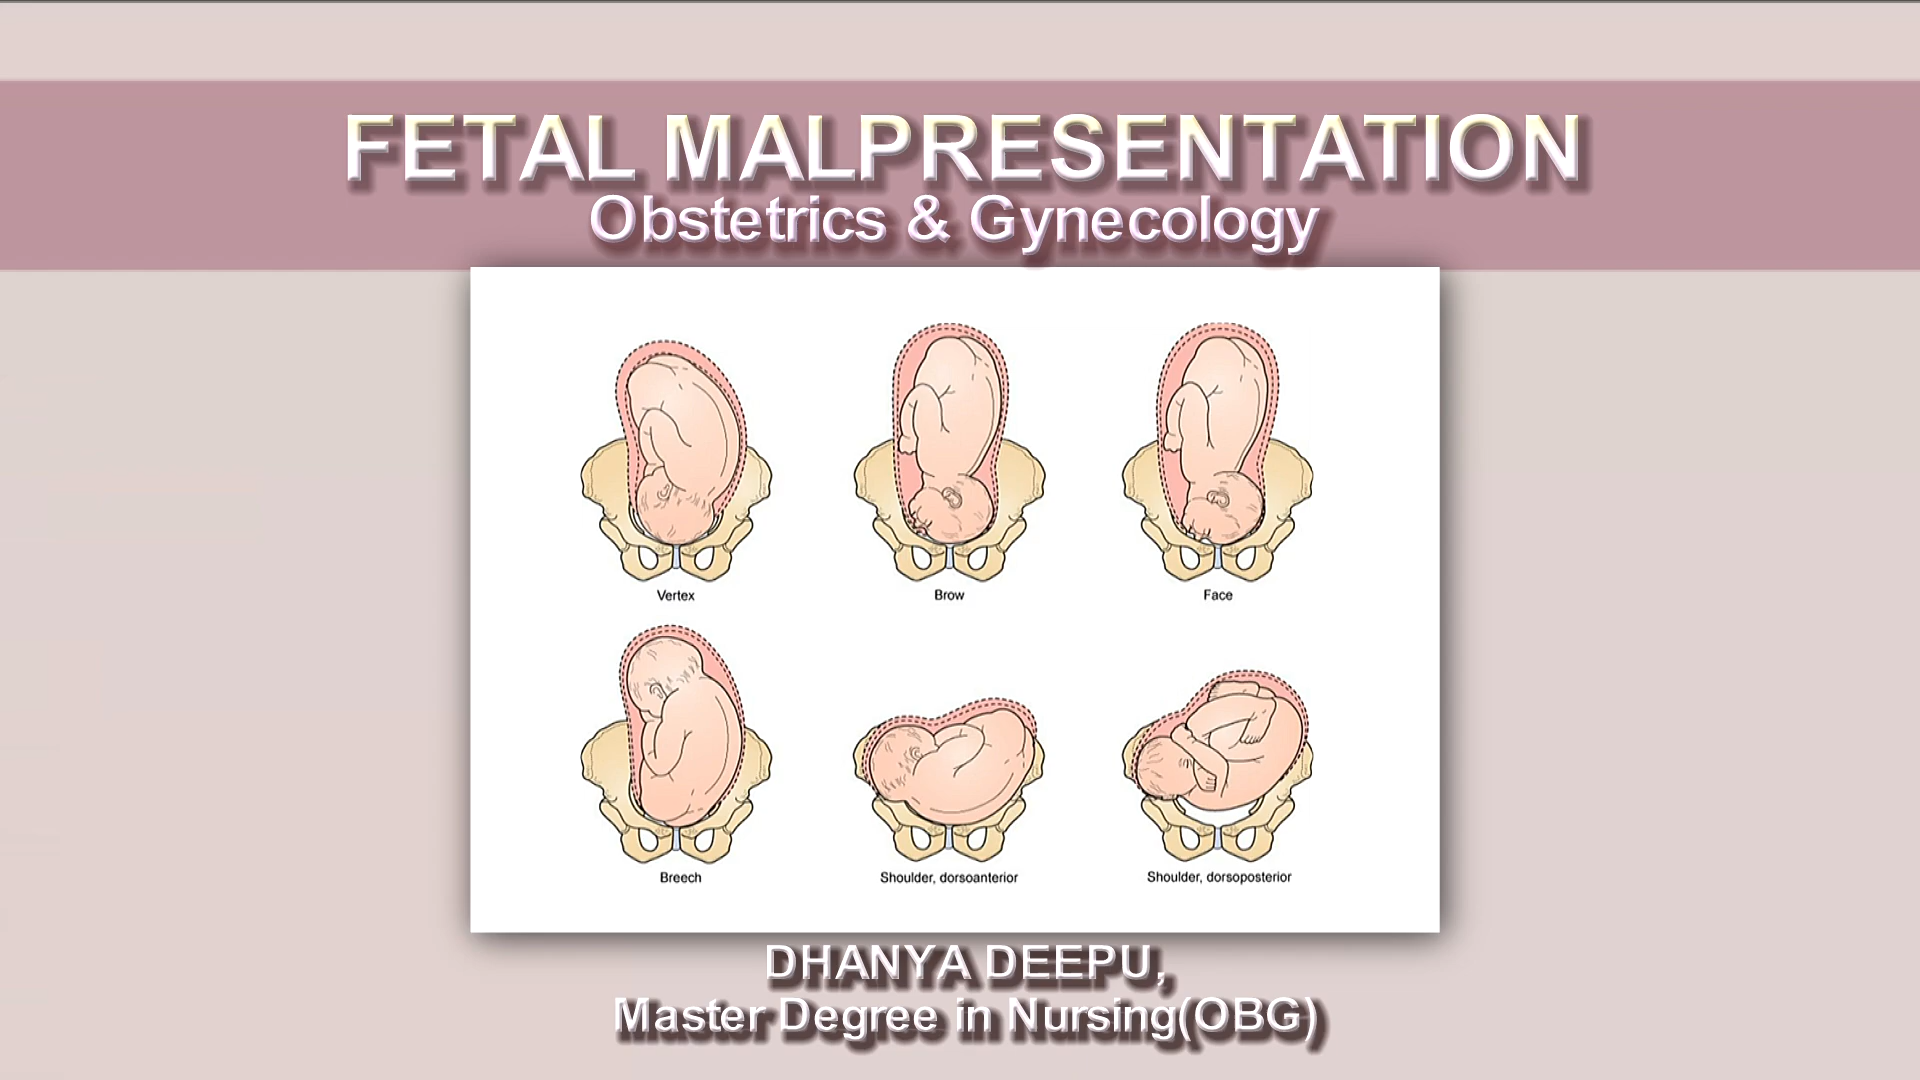 FETAL MALPRESENTATION
Obstetrics & Gynecology
Vertex
Brow
Face
Breech
Shoulder, dorsoanterior
Shoulder, dorsoposterior
DHANYA DEEPU,
Master Degree in Nursing(OBG)